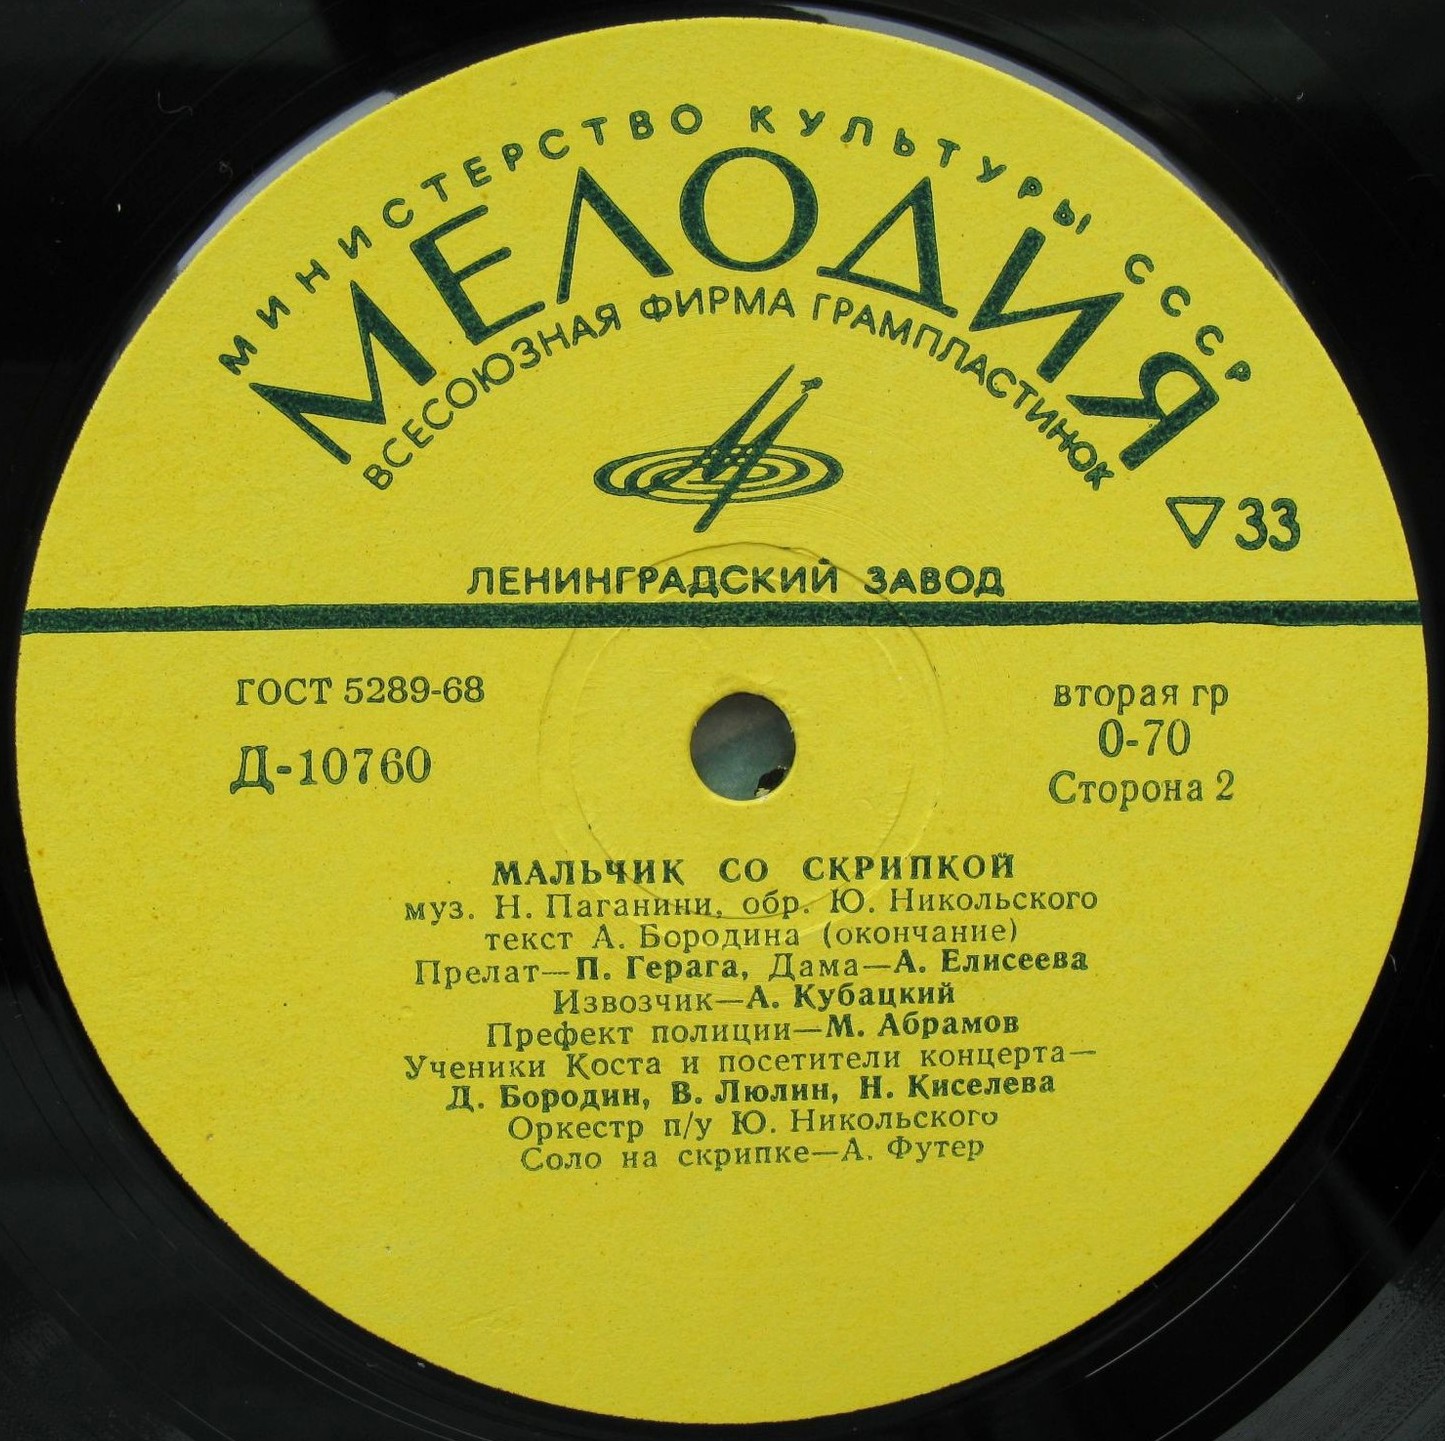 МИНИСТЕРСТВО КУЛЬТУРЫ СССР
МЕЛОДИЯ
ВСЕСОЮЗНАЯ ФИРМА ГРАМПЛАСТИНОК
33
ЛЕНИНГРАДСКИЙ ЗАВОД
ГОСТ 5289-68
Д-10760
вторая гр
0-70
Сторона 2
МАЛЬЧИК СО СКРИПКОЙ
муз. Н. Паганини, обр. Ю. Никольского
текст А. Бородина (окончание)
Прелат—П. Герага, Дама—А. Елисеева
Извозчик—А. Кубацкий
Префект полиции—М. Абрамов
Ученики Коста и посетители концерта—
Д. Бородин, В. Люлин, Н. Киселева
Оркестр п/у Ю. Никольского
Соло на скрипке—А. Футер